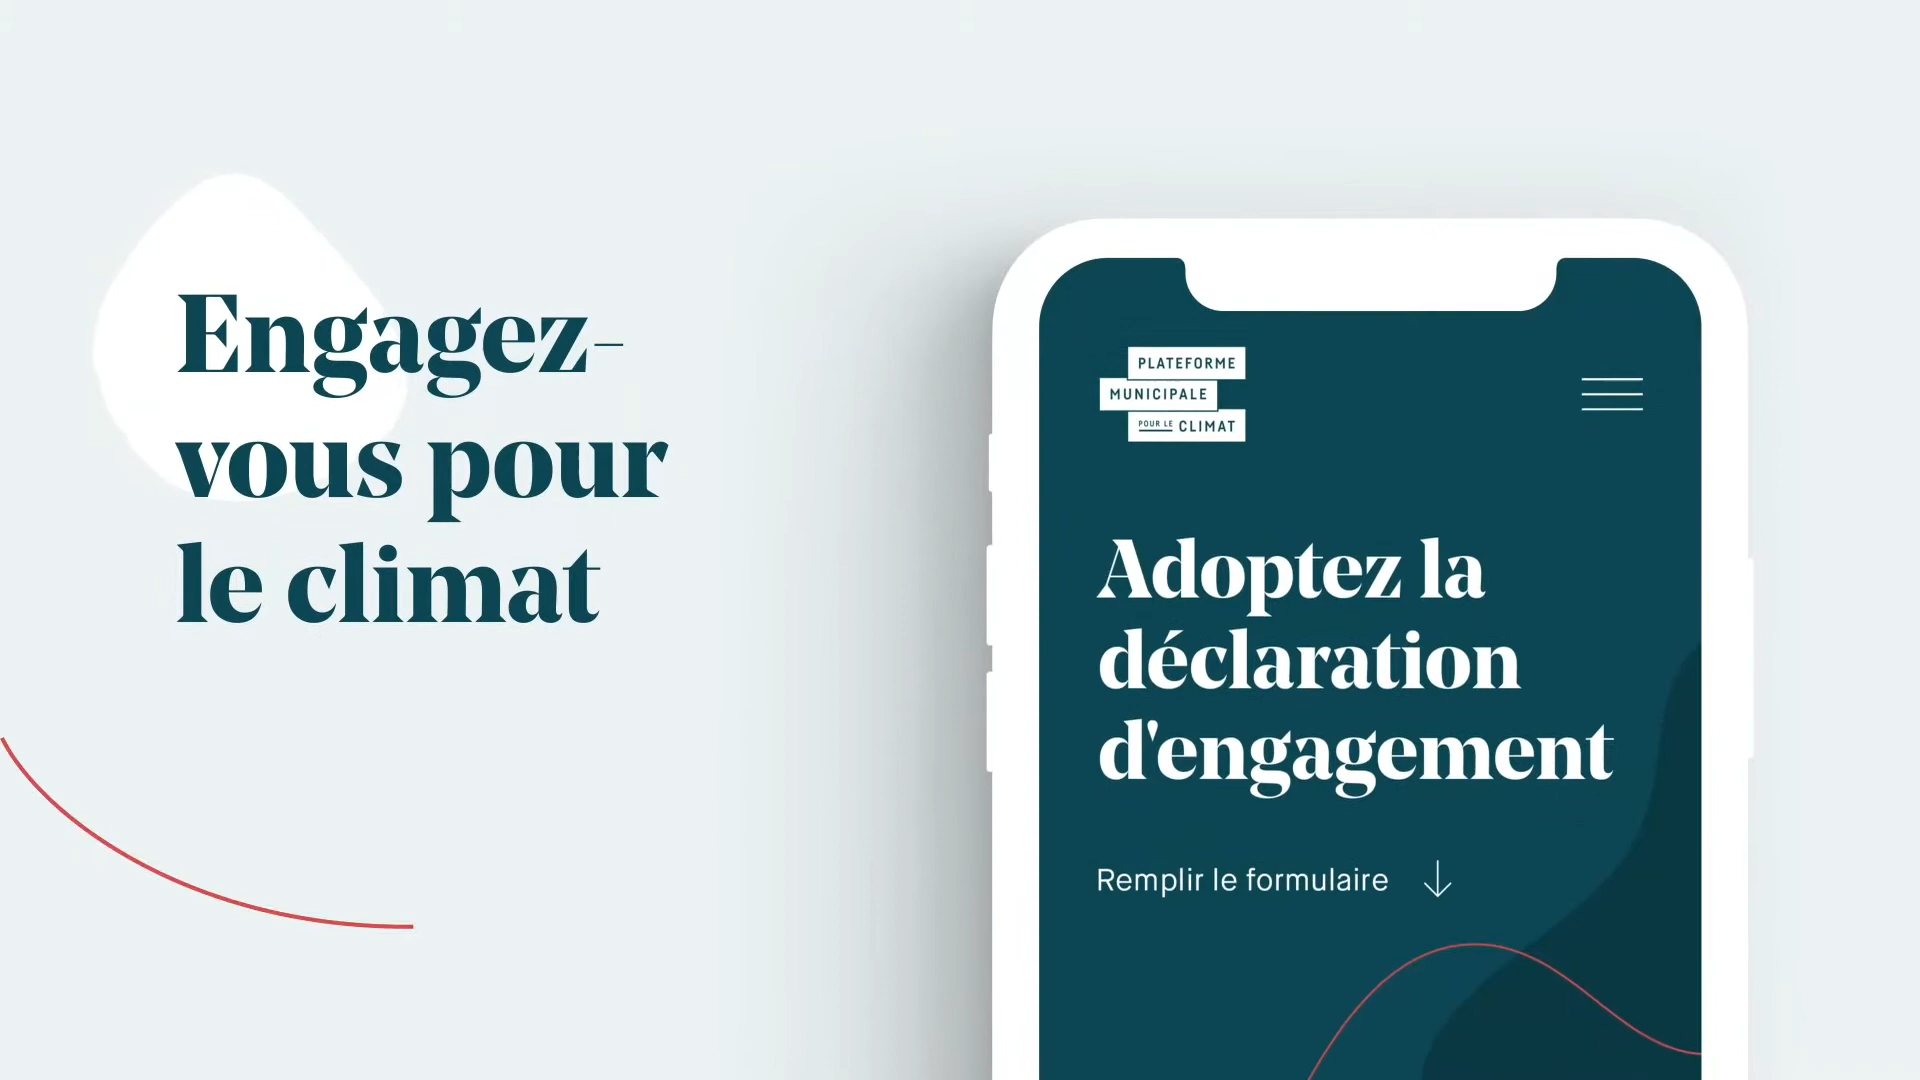 Engagez-
vous pour
le climat
PLATEFORME
MUNICIPALE
POUR LE CLIMAT
Adoptez la
déclaration
d'engagement
Remplir le formulaire